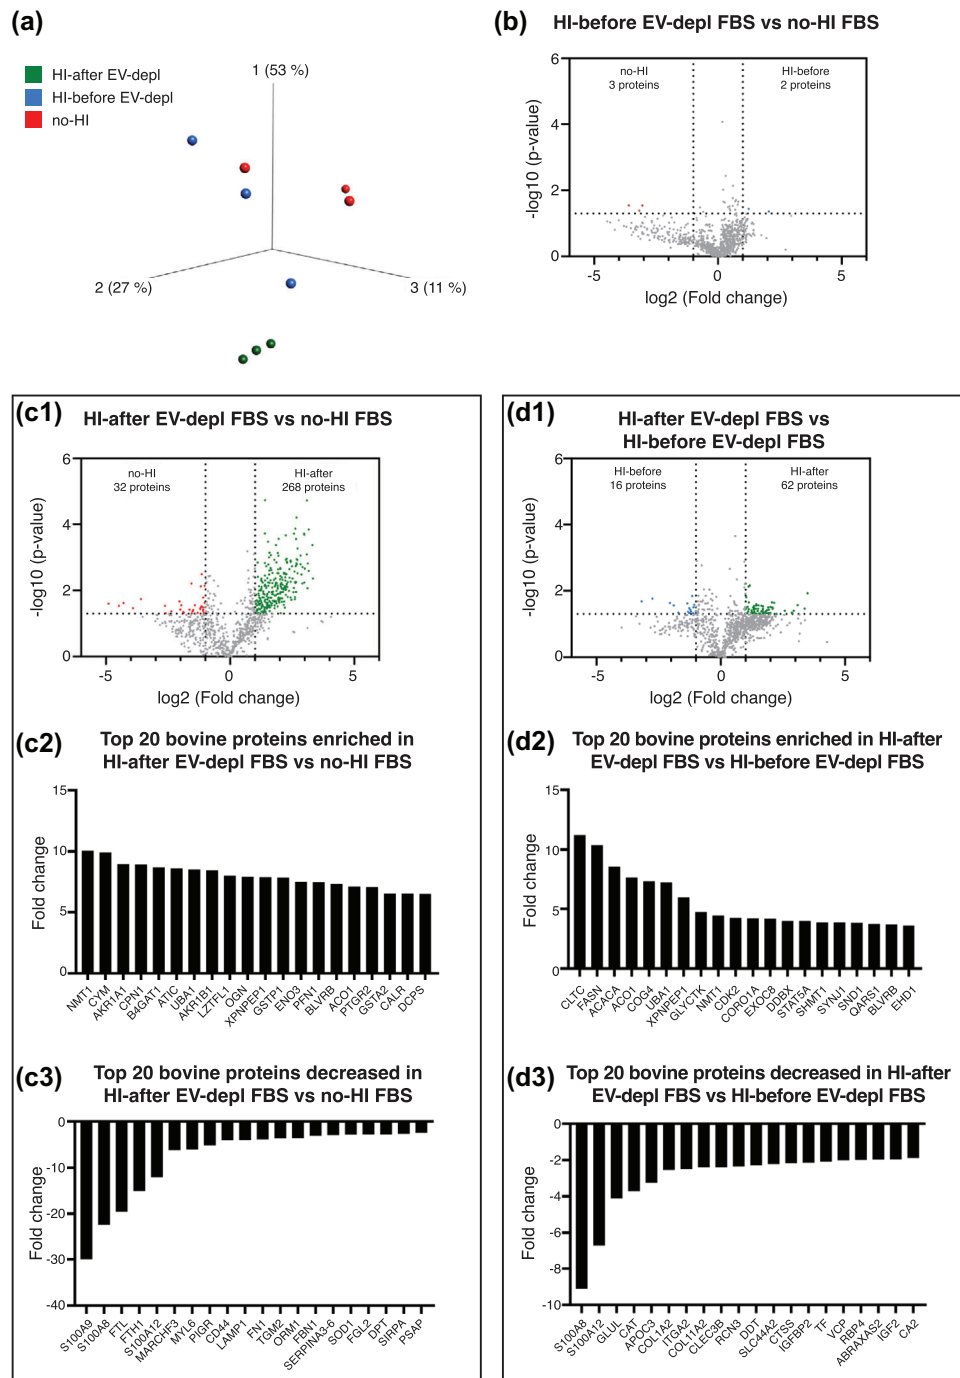 (a)
HI-after EV-depl
HI-before EV-depl
no-HI
1 (53 %)
2 (27 %)
3 (11 %)
(b)
HI-before EV-depl FBS vs no-HI FBS
no-HI
3 proteins
HI-before
2 proteins
6
4
2
0
-log10 (p-value)
-5
0
5
log2 (Fold change)
(c1)
HI-after EV-depl FBS vs no-HI FBS
no-HI
32 proteins
HI-after
268 proteins
6
4
2
0
-log10 (p-value)
-5
0
5
log2 (Fold change)
(c2)
Top 20 bovine proteins enriched in
HI-after EV-depl FBS vs no-HI FBS
15
10
5
0
Fold change
NMT1
CYM
AKR1A1
CPN1
B4GAT1
ATIC
UBA1
AKR1B1
LZTFL1
OGN
XPNPEP1
GSTP1
ENO3
PFN1
BLVRB
ACO1
PTGR2
GSTA2
CALR
DCPS
(c3)
Top 20 bovine proteins decreased in
HI-after EV-depl FBS vs no-HI FBS
0
-10
-20
-30
-40
Fold change
S100A9
S100A8
FTL
FTH1
S100A12
MARCHF3
MYL6
PIGR
CD44
LAMP1
FN1
TGM2
ORM1
FBN1
SERPINA3-6
SOD1
FGL2
DPT
SIRPA
PSAP
(d1)
HI-after EV-depl FBS vs
HI-before EV-depl FBS
HI-before
16 proteins
HI-after
62 proteins
6
4
2
0
-log10 (p-value)
-5
0
5
log2 (Fold change)
(d2)
Top 20 bovine proteins enriched in HI-after
EV-depl FBS vs HI-before EV-depl FBS
15
10
5
0
Fold change
CLTC
FASN
ACACA
ACO1
COG4
UBA1
XPNPEP1
GLYCTK
NMT1
CDK2
CORO1A
EXOC8
DDBX
STAT5A
SHMT1
SYNJ1
SND1
QARS1
BLVRB
EHD1
(d3)
Top 20 bovine proteins decreased in HI-after
EV-depl FBS vs HI-before EV-depl FBS
0
-2
-4
-6
-8
-10
Fold change
S100A8
S100A12
GLUL
CAT
APOC3
COL1A2
ITGA2
COL11A2
CLEC3B
RCN3
DDT
SLC44A2
CTSS
IGFBP2
TF
VCP
RBP4
ABRAXAS2
IGF2
CA2